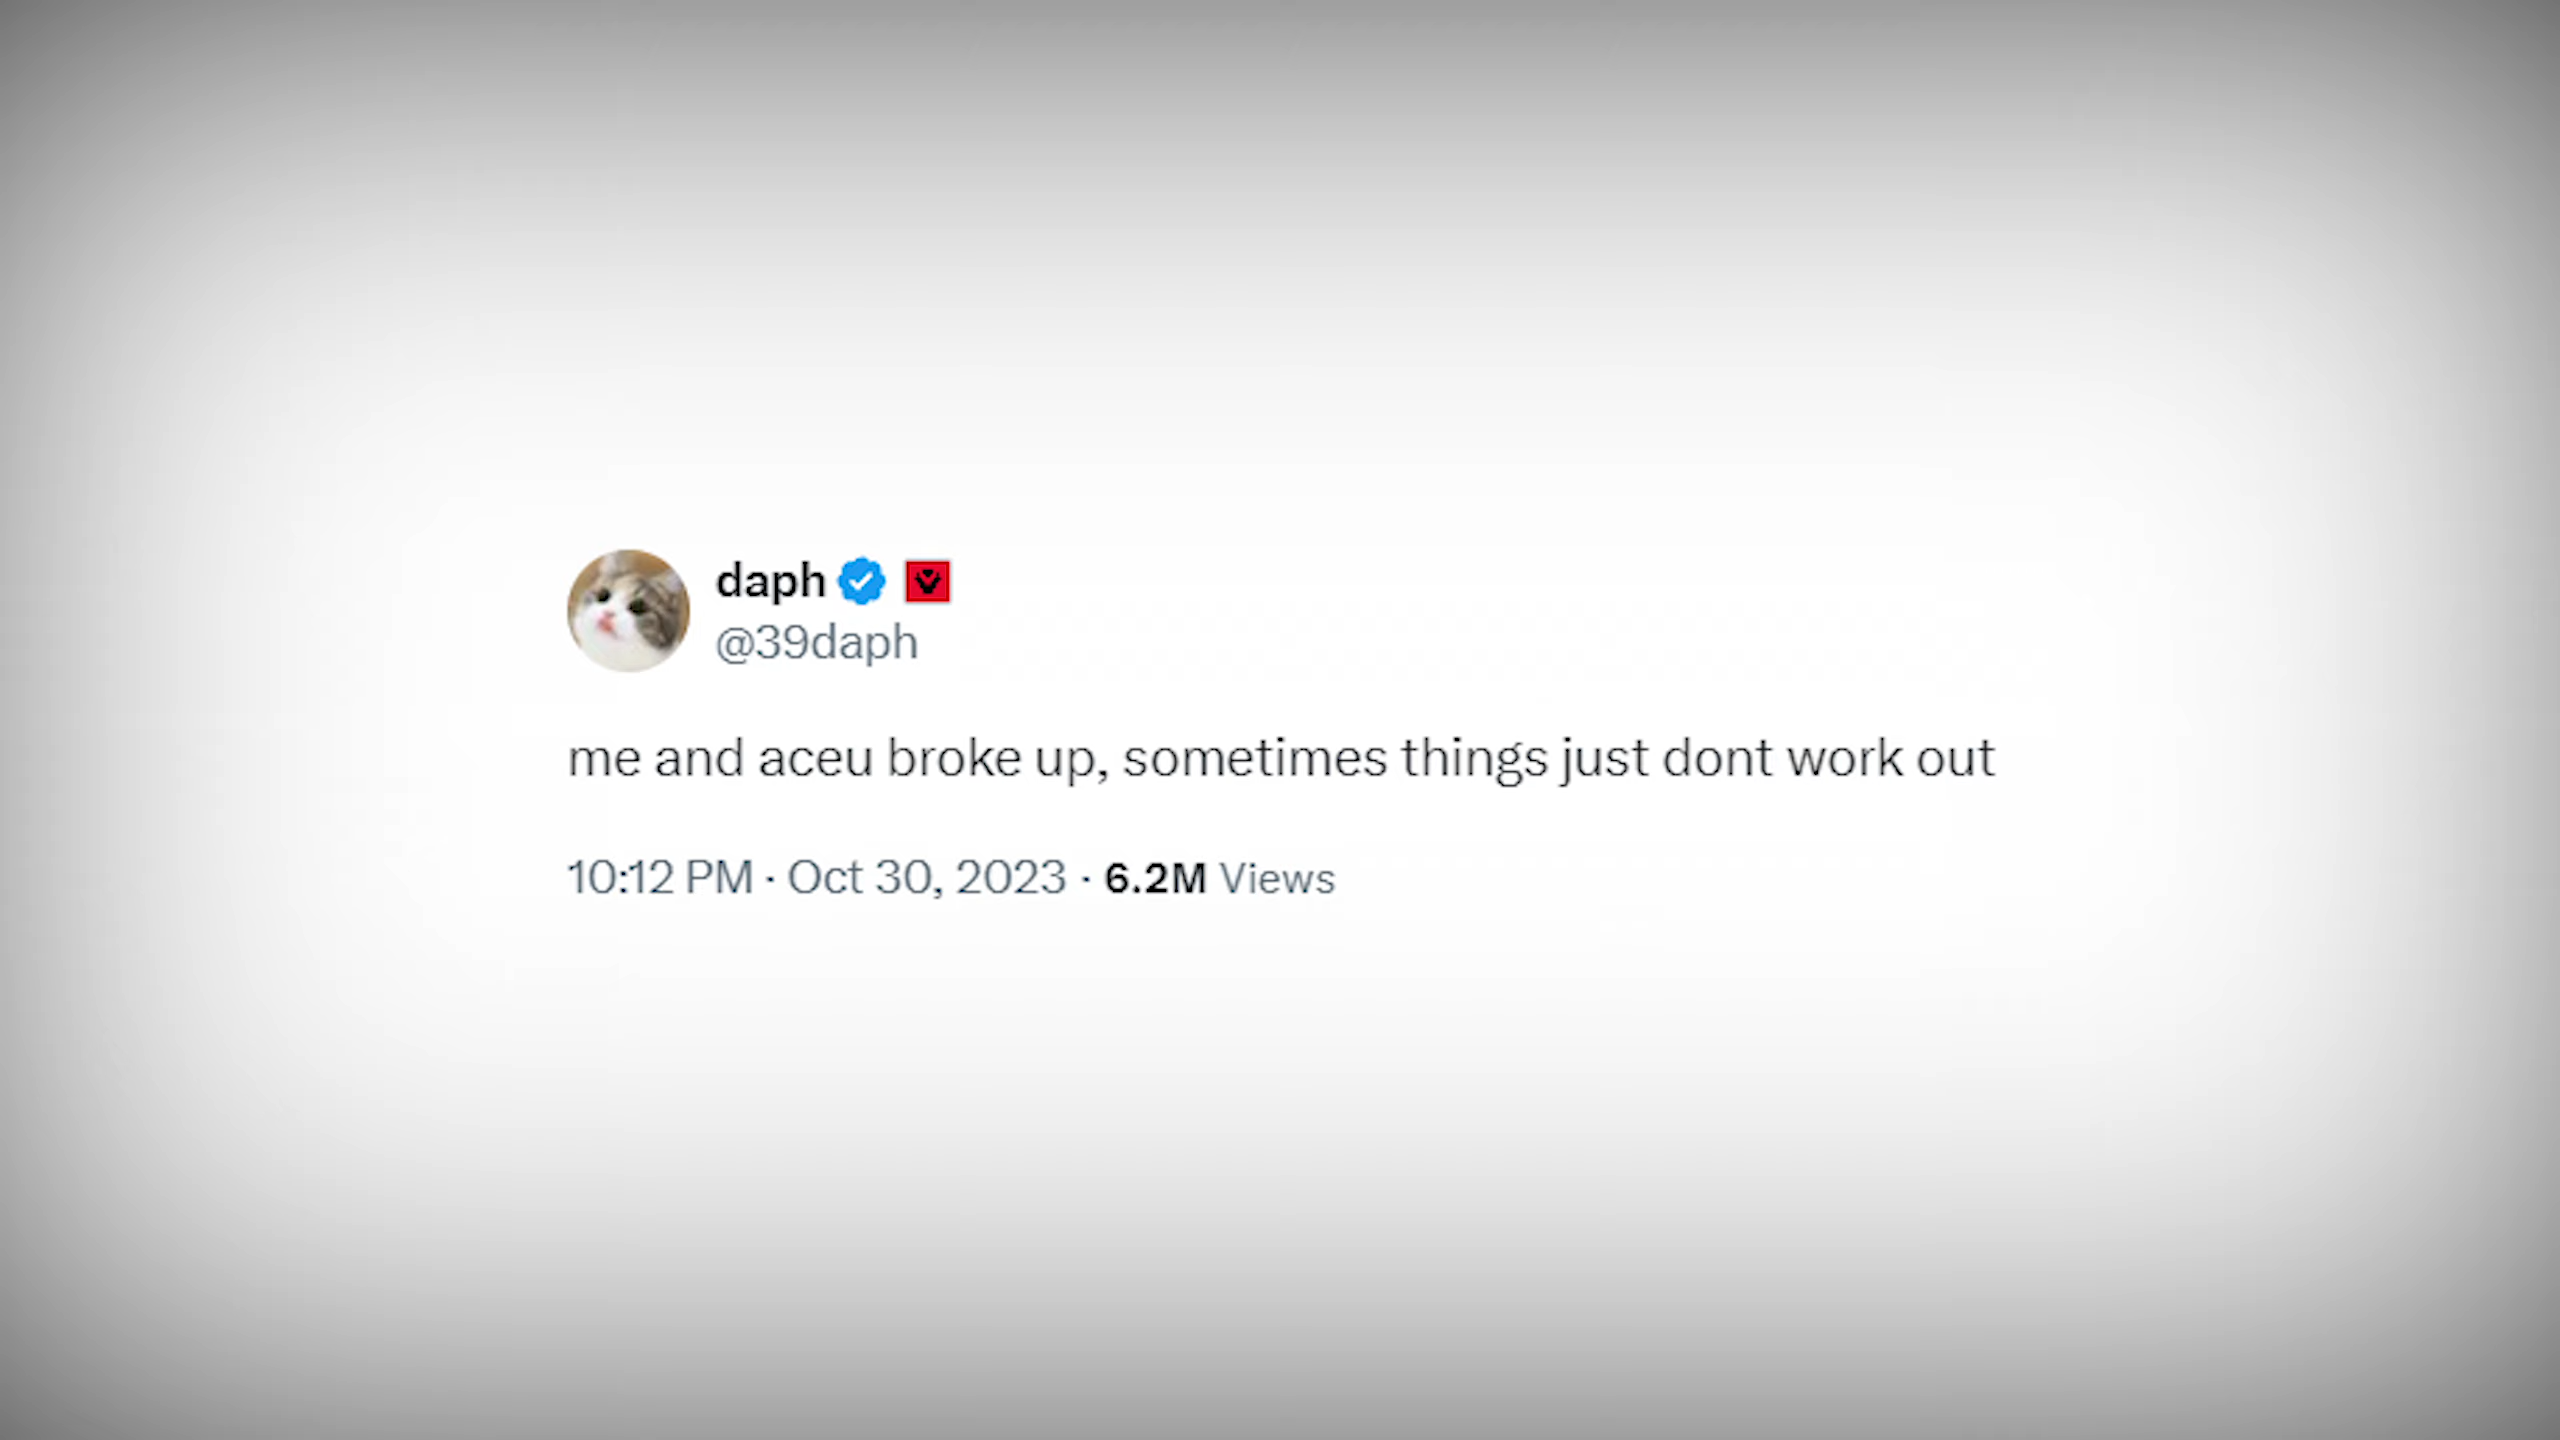 daph
@39daph
me and aceu broke up, sometimes things just dont work out
10:12 PM · Oct 30, 2023 · 6.2M Views